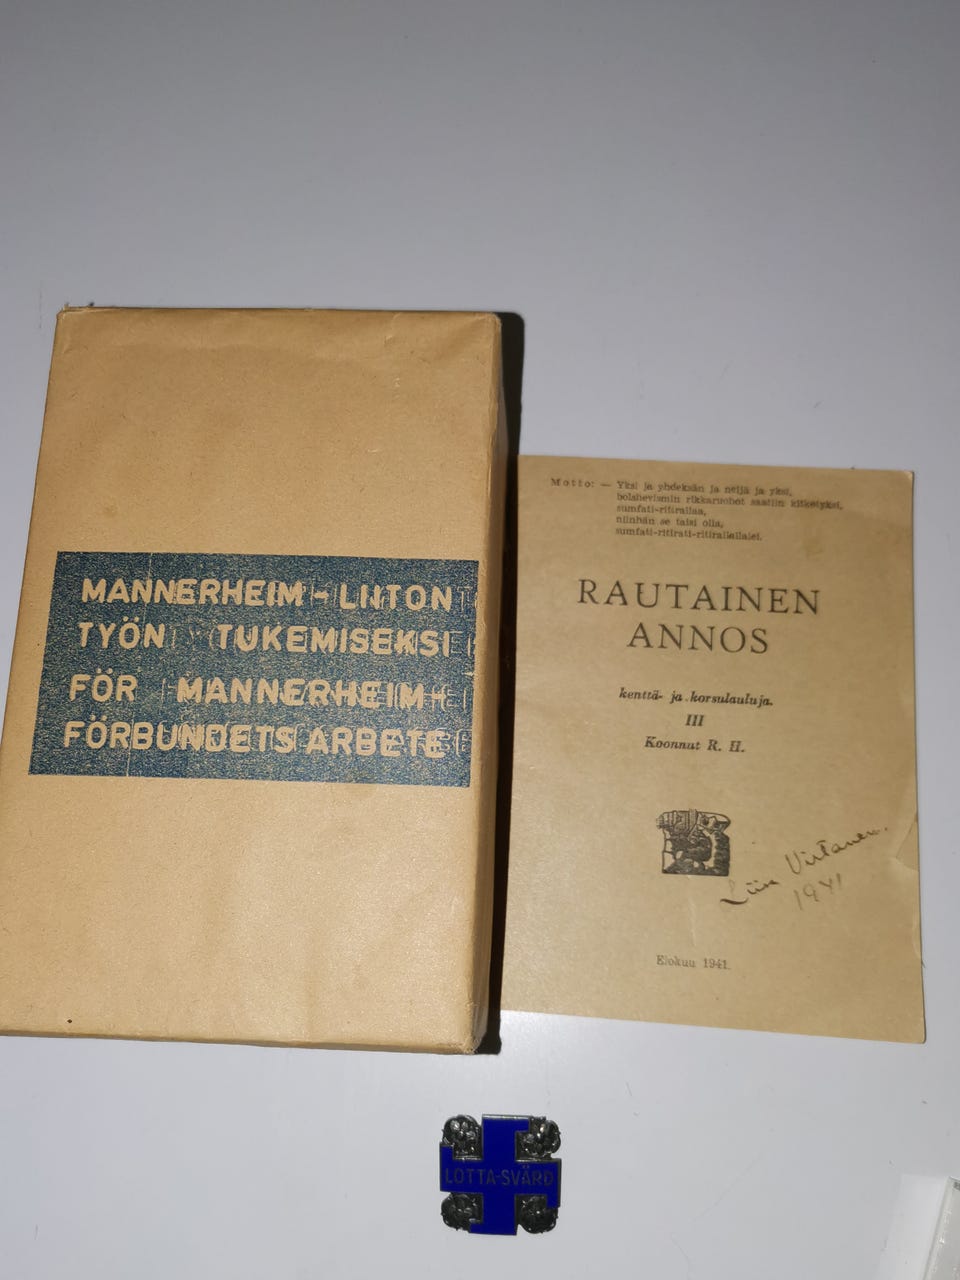 MANNERHEIM - LIITON
TYÖN TUKEMISEKSI
FÖR MANNERHEIM -
FÖRBUNDETS ARBETE
Motto: — Yksi ja yhdeksän ja neljä ja yksi,
bolshevismin rikkaruohot saatiin kitketyksi,
sumfati-ritirallaa,
niinhän se taisi olla,
sumfati-ritirati-ritirallallalei.
RAUTAINEN
ANNOS
kenttä- ja korsulauluja.
III
Koonnut R. H.
Liisa Virtanen.
1941
Elokuu 1941.
LOTTA-SVÄRD